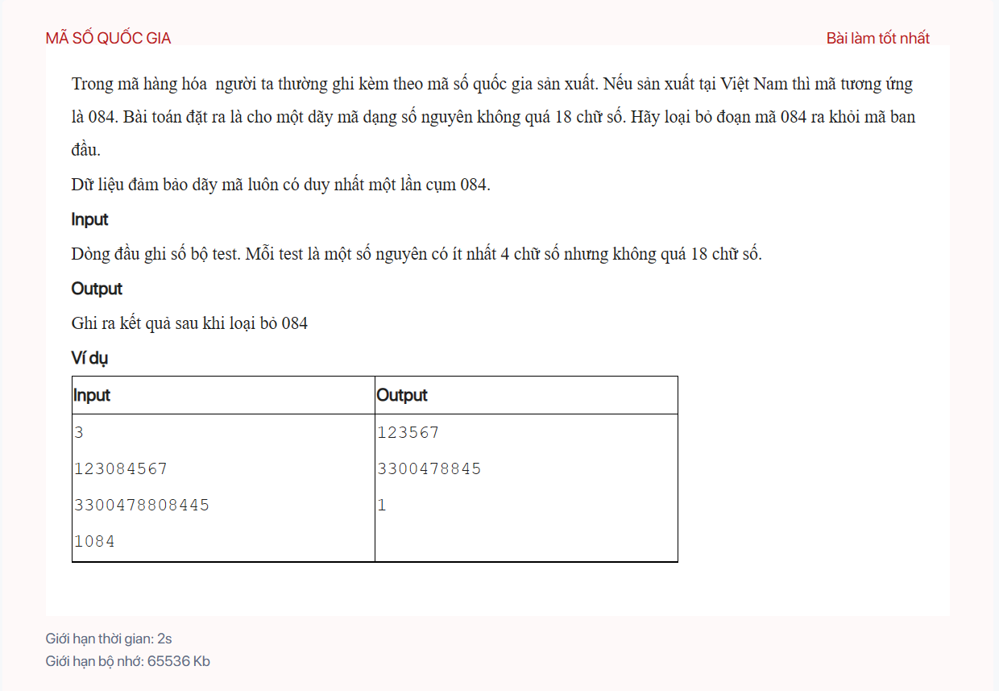 MÃ SỐ QUỐC GIA
Bài làm tốt nhất
Trong mã hàng hóa  người ta thường ghi kèm theo mã số quốc gia sản xuất. Nếu sản xuất tại Việt Nam thì mã tương ứng
là 084. Bài toán đặt ra là cho một dãy mã dạng số nguyên không quá 18 chữ số. Hãy loại bỏ đoạn mã 084 ra khỏi mã ban
đầu.
Dữ liệu đảm bảo dãy mã luôn có duy nhất một lần cụm 084.
Input
Dòng đầu ghi số bộ test. Mỗi test là một số nguyên có ít nhất 4 chữ số nhưng không quá 18 chữ số.
Output
Ghi ra kết quả sau khi loại bỏ 084
Ví dụ
Input Output
3 123567
123084567 3300478845
3300478808445 1
1084
Giới hạn thời gian: 2s
Giới hạn bộ nhớ: 65536 Kb